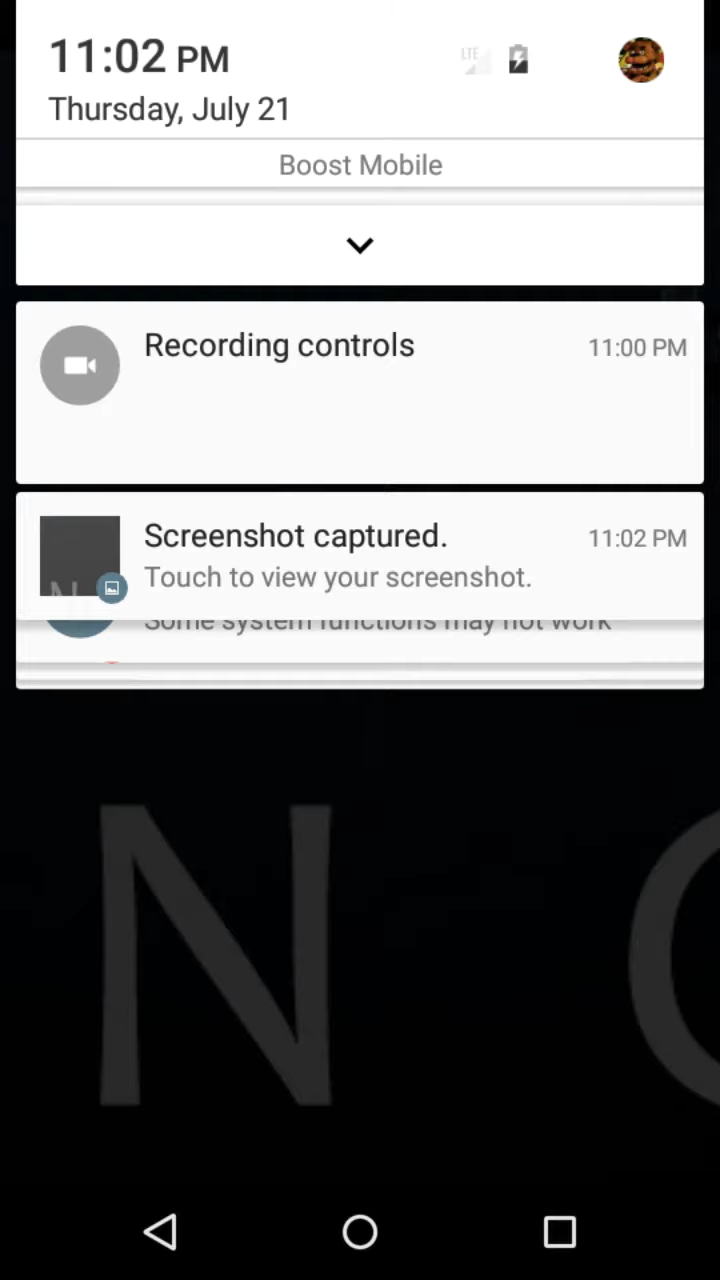 11:02 PM
LTE
Thursday, July 21
Boost Mobile
Recording controls
11:00 PM
Screenshot captured.
11:02 PM
Touch to view your screenshot.
Some system functions may not work
N